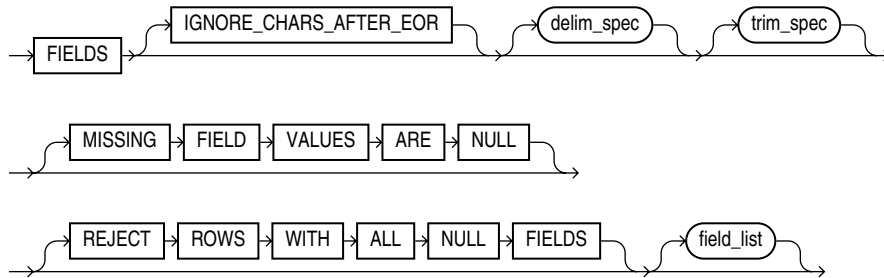 FIELDS IGNORE_CHARS_AFTER_EOR delim_spec trim_spec
MISSING FIELD VALUES ARE NULL
REJECT ROWS WITH ALL NULL FIELDS field_list